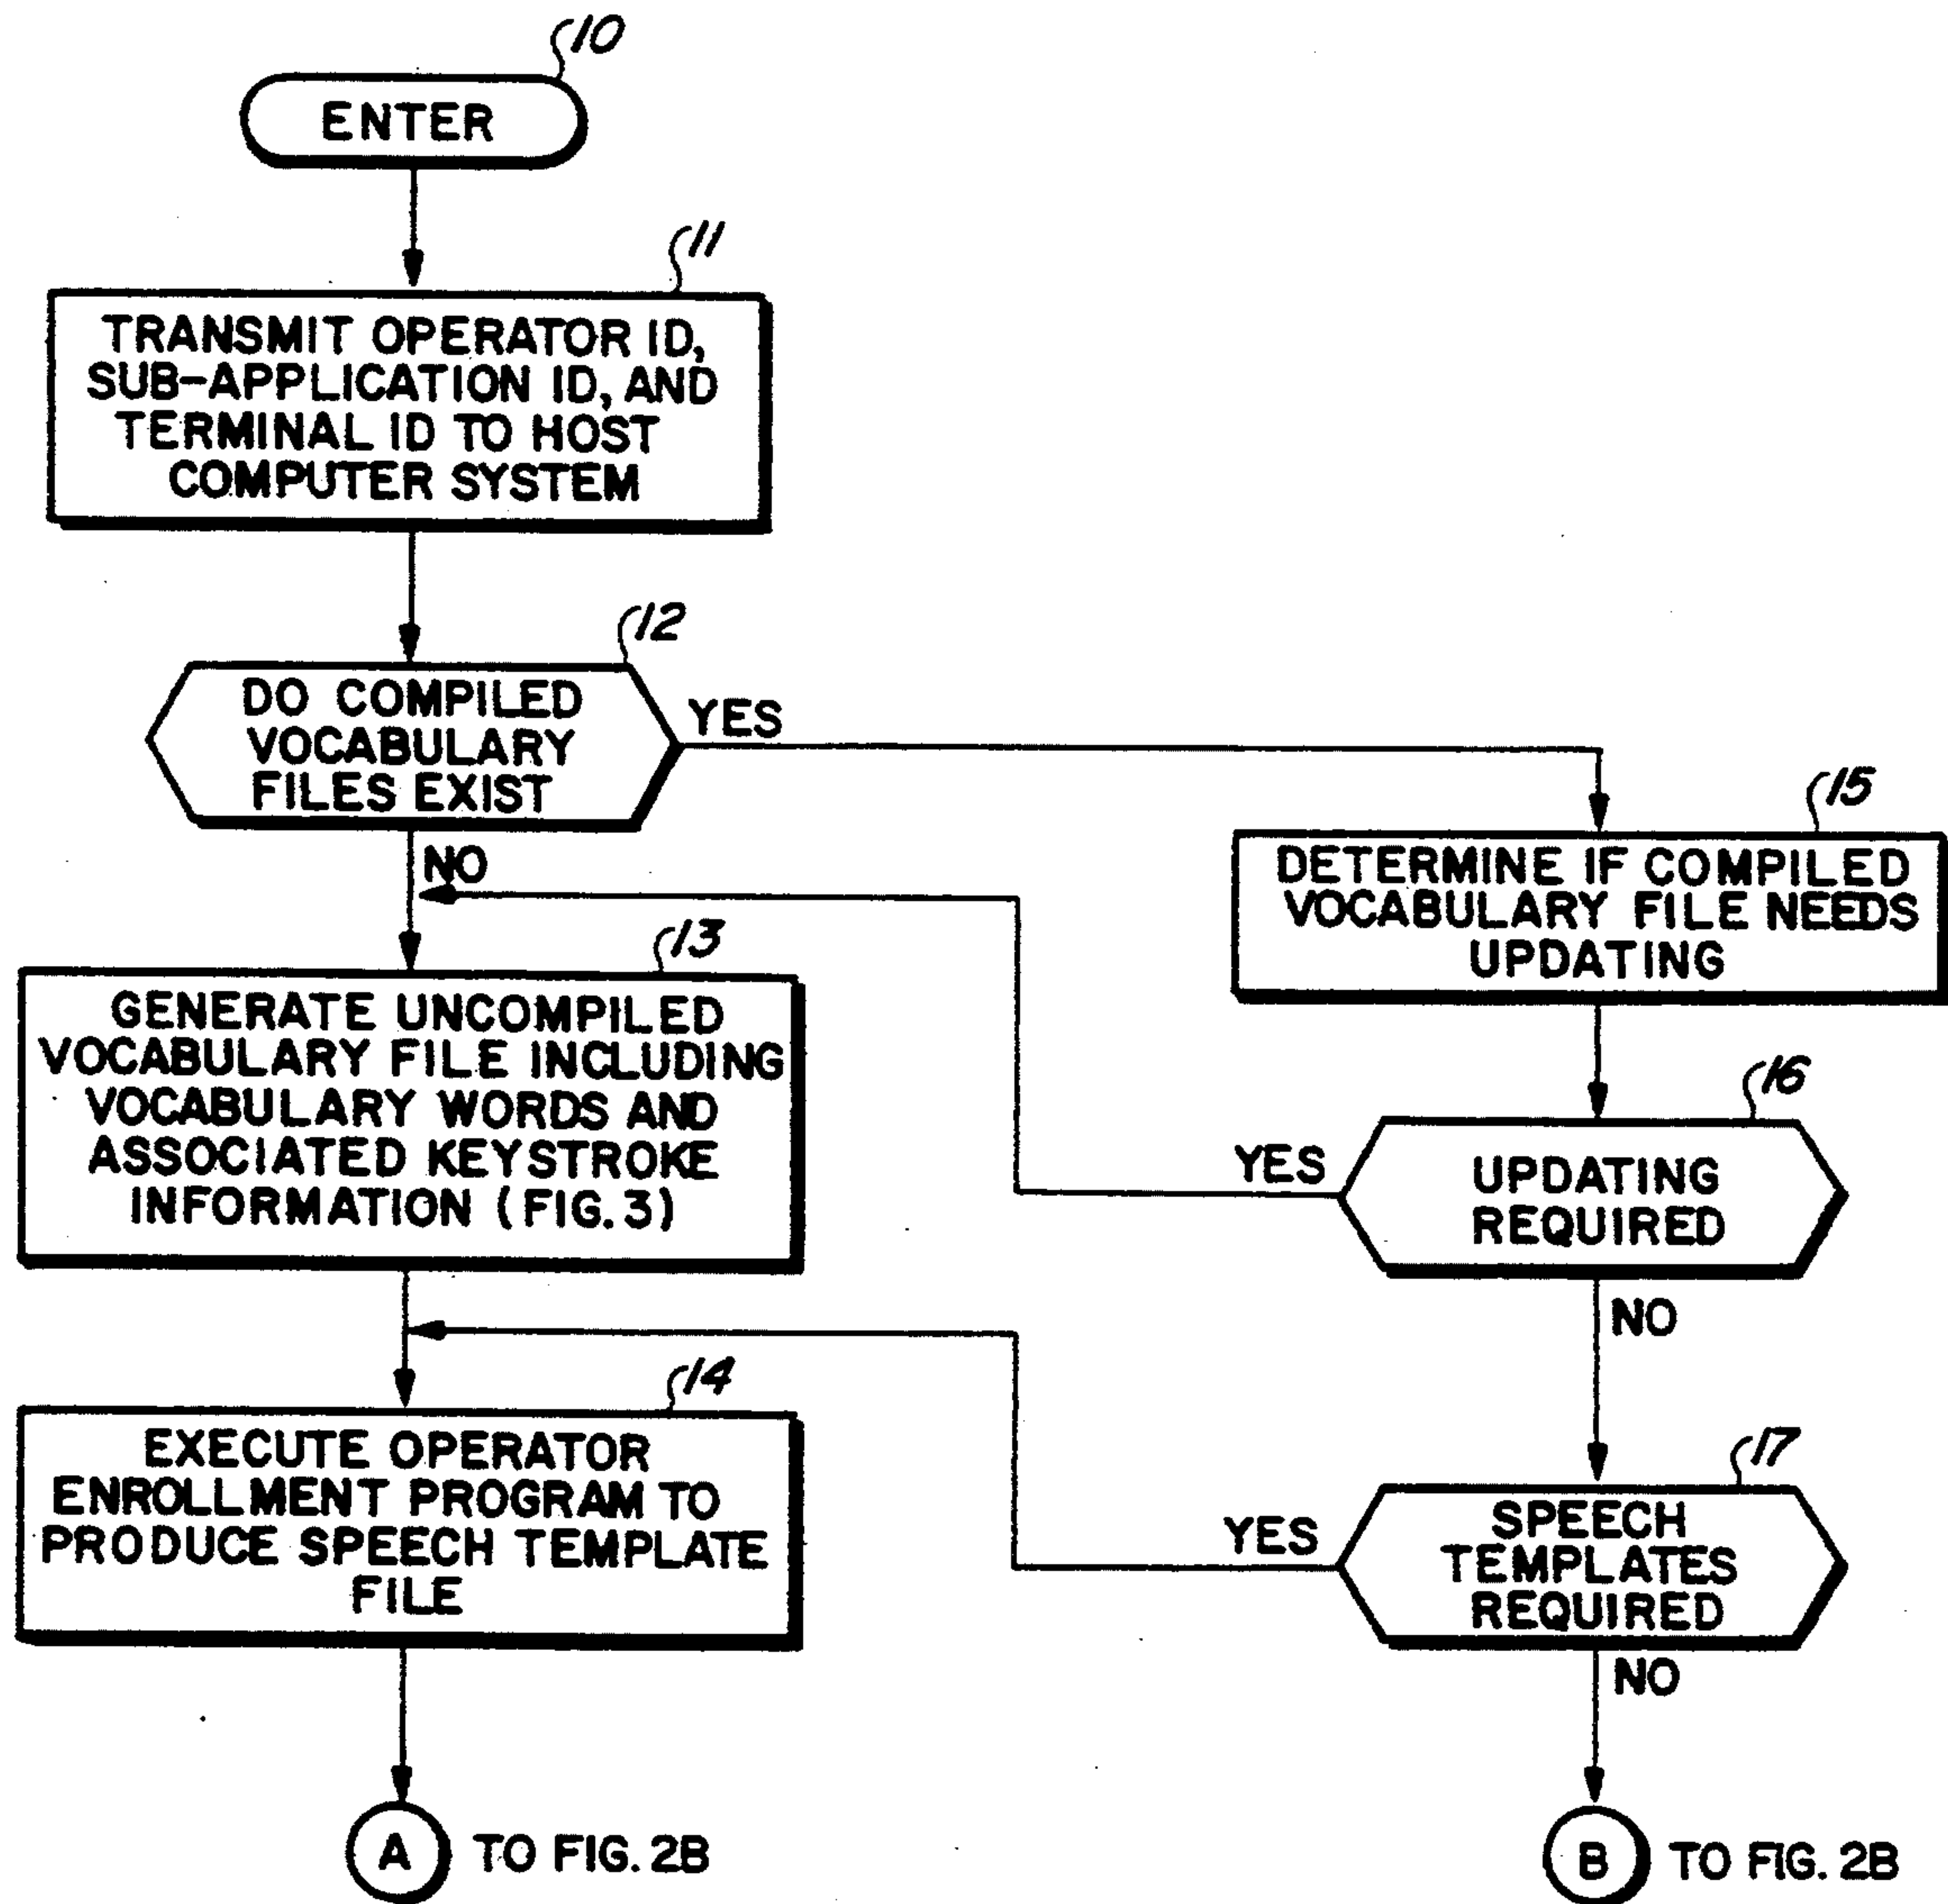 10
ENTER
11
TRANSMIT OPERATOR ID,
SUB-APPLICATION ID, AND
TERMINAL ID TO HOST
COMPUTER SYSTEM
12
DO COMPILED
VOCABULARY
FILES EXIST
YES
NO
15
DETERMINE IF COMPILED
VOCABULARY FILE NEEDS
UPDATING
13
GENERATE UNCOMPILED
VOCABULARY FILE INCLUDING
VOCABULARY WORDS AND
ASSOCIATED KEYSTROKE
INFORMATION (FIG. 3)
16
YES
UPDATING
REQUIRED
NO
14
EXECUTE OPERATOR
ENROLLMENT PROGRAM TO
PRODUCE SPEECH TEMPLATE
FILE
17
YES
SPEECH
TEMPLATES
REQUIRED
NO
A TO FIG. 2B
B TO FIG. 2B